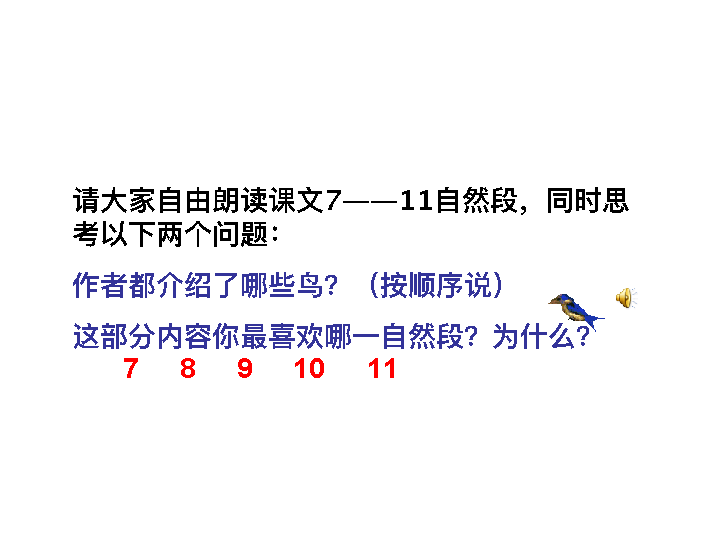 请大家自由朗读课文7——11自然段，同时思
考以下两个问题：
作者都介绍了哪些鸟？（按顺序说）
这部分内容你最喜欢哪一自然段？为什么？
7 8 9 10 11